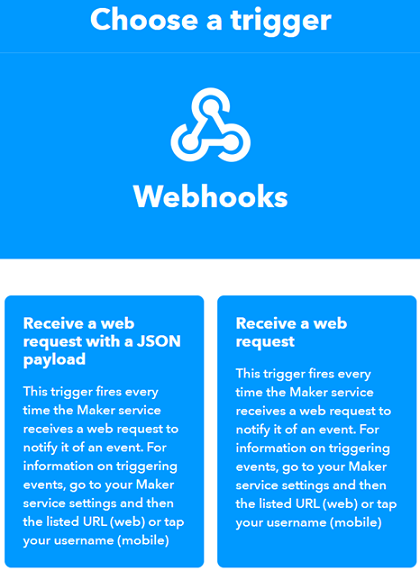 Choose a trigger
Webhooks
Receive a web
request with a JSON
payload
This trigger fires every
time the Maker service
receives a web request to
notify it of an event. For
information on triggering
events, go to your Maker
service settings and then
the listed URL (web) or tap
your username (mobile)
Receive a web
request
This trigger fires every
time the Maker service
receives a web request to
notify it of an event. For
information on triggering
events, go to your Maker
service settings and then
the listed URL (web) or tap
your username (mobile)